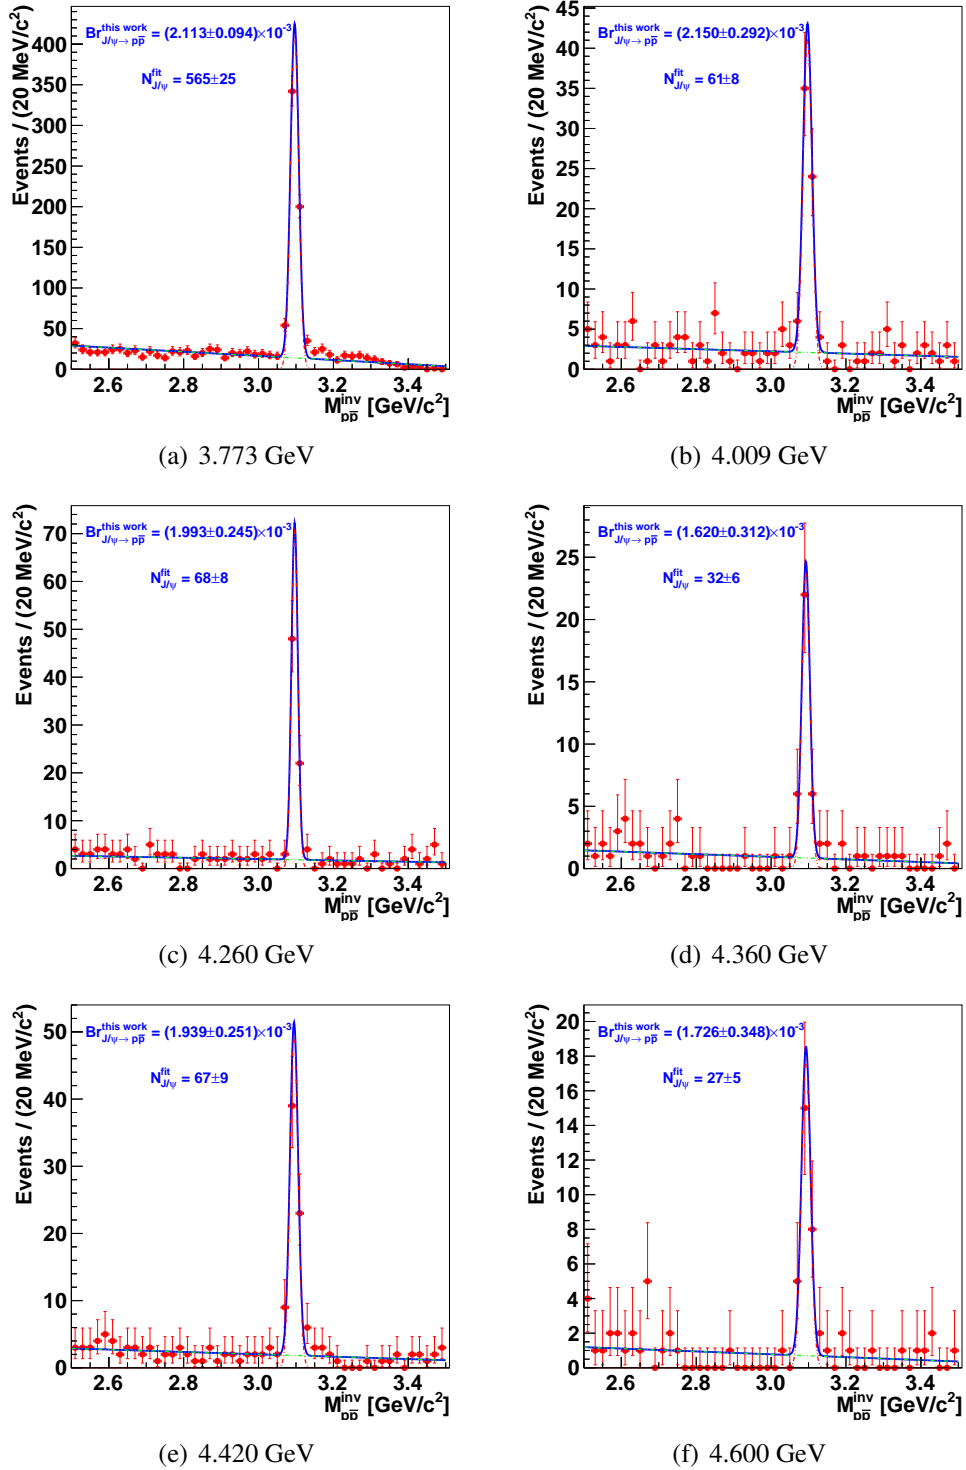 Events / (20 MeV/c²)
400
350
300
250
200
150
100
50
0
Br^{this work}_{J/ψ→ pp̅} = (2.113±0.094)×10⁻³
N^{fit}_{J/ψ} = 565±25
2.6 2.8 3.0 3.2 3.4
M^{inv}_{pp̅} [GeV/c²]
(a) 3.773 GeV
Events / (20 MeV/c²)
45
40
35
30
25
20
15
10
5
0
Br^{this work}_{J/ψ→ pp̅} = (2.150±0.292)×10⁻³
N^{fit}_{J/ψ} = 61±8
2.6 2.8 3.0 3.2 3.4
M^{inv}_{pp̅} [GeV/c²]
(b) 4.009 GeV
Events / (20 MeV/c²)
70
60
50
40
30
20
10
0
Br^{this work}_{J/ψ→ pp̅} = (1.993±0.245)×10⁻³
N^{fit}_{J/ψ} = 68±8
2.6 2.8 3.0 3.2 3.4
M^{inv}_{pp̅} [GeV/c²]
(c) 4.260 GeV
Events / (20 MeV/c²)
25
20
15
10
5
0
Br^{this work}_{J/ψ→ pp̅} = (1.620±0.312)×10⁻³
N^{fit}_{J/ψ} = 32±6
2.6 2.8 3.0 3.2 3.4
M^{inv}_{pp̅} [GeV/c²]
(d) 4.360 GeV
Events / (20 MeV/c²)
50
40
30
20
10
0
Br^{this work}_{J/ψ→ pp̅} = (1.939±0.251)×10⁻³
N^{fit}_{J/ψ} = 67±9
2.6 2.8 3.0 3.2 3.4
M^{inv}_{pp̅} [GeV/c²]
(e) 4.420 GeV
Events / (20 MeV/c²)
20
18
16
14
12
10
8
6
4
2
0
Br^{this work}_{J/ψ→ pp̅} = (1.726±0.348)×10⁻³
N^{fit}_{J/ψ} = 27±5
2.6 2.8 3.0 3.2 3.4
M^{inv}_{pp̅} [GeV/c²]
(f) 4.600 GeV